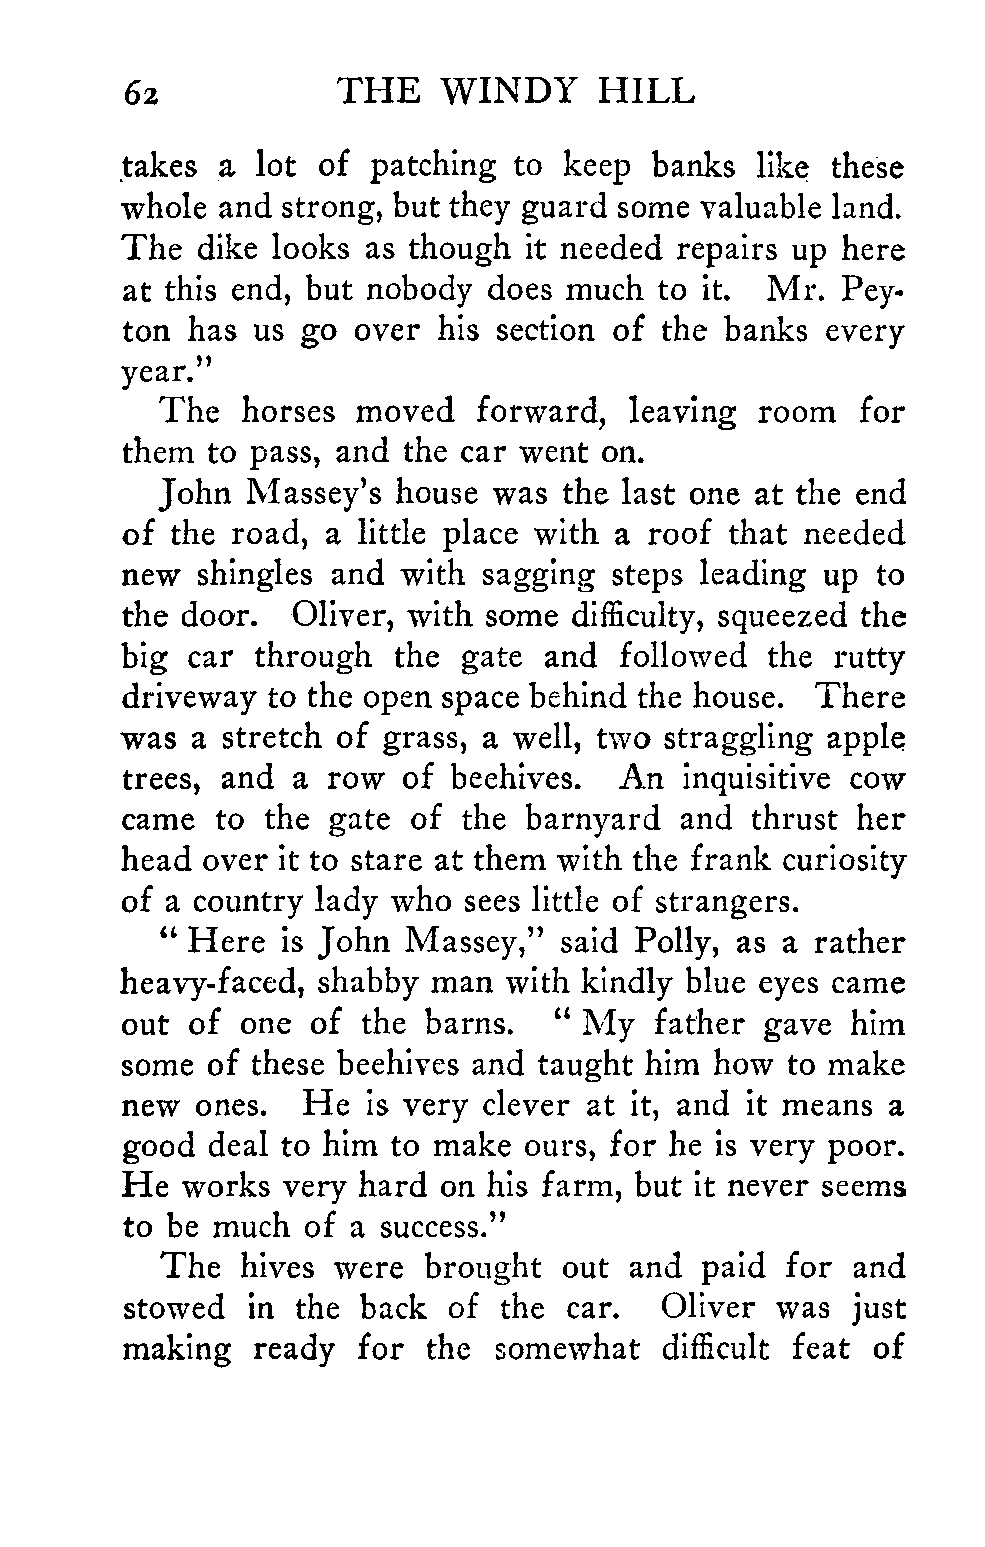 62 THE WINDY HILL
takes a lot of patching to keep banks like these
whole and strong, but they guard some valuable land.
The dike looks as though it needed repairs up here
at this end, but nobody does much to it. Mr. Pey-
ton has us go over his section of the banks every
year."
The horses moved forward, leaving room for
them to pass, and the car went on.
John Massey's house was the last one at the end
of the road, a little place with a roof that needed
new shingles and with sagging steps leading up to
the door. Oliver, with some difficulty, squeezed the
big car through the gate and followed the rutty
driveway to the open space behind the house. There
was a stretch of grass, a well, two straggling apple
trees, and a row of beehives. An inquisitive cow
came to the gate of the barnyard and thrust her
head over it to stare at them with the frank curiosity
of a country lady who sees little of strangers.
"Here is John Massey," said Polly, as a rather
heavy-faced, shabby man with kindly blue eyes came
out of one of the barns. "My father gave him
some of these beehives and taught him how to make
new ones. He is very clever at it, and it means a
good deal to him to make ours, for he is very poor.
He works very hard on his farm, but it never seems
to be much of a success."
The hives were brought out and paid for and
stowed in the back of the car. Oliver was just
making ready for the somewhat difficult feat of